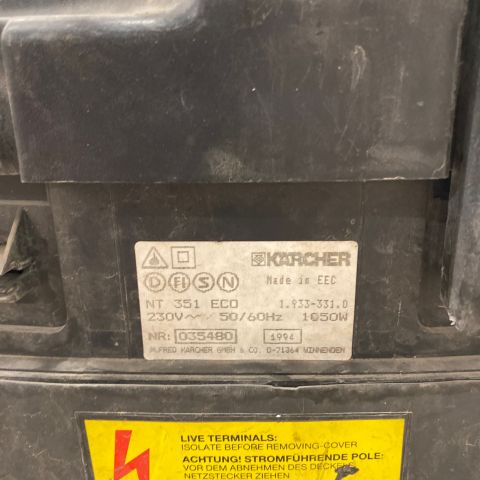 KÄRCHER
D FI S N Made in EEC
NT 351 ECO 1.933-331.0
230V~ 50/60Hz 1050W
NR: 035480 1994
ALFRED KÄRCHER GMBH & CO. D-71364 WINNENDEN
LIVE TERMINALS:
ISOLATE BEFORE REMOVING COVER
ACHTUNG! STROMFÜHRENDE POLE:
VOR DEM ABNEHMEN DES DECKELS
NETZSTECKER ZIEHEN